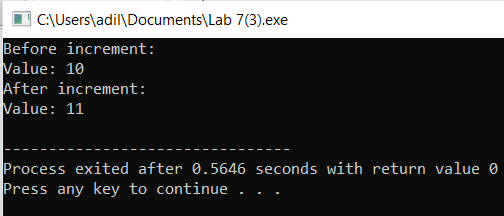 C:\Users\adil\Documents\Lab 7(3).exe
Before increment:
Value: 10
After increment:
Value: 11
--------------------------------
Process exited after 0.5646 seconds with return value 0
Press any key to continue . . .